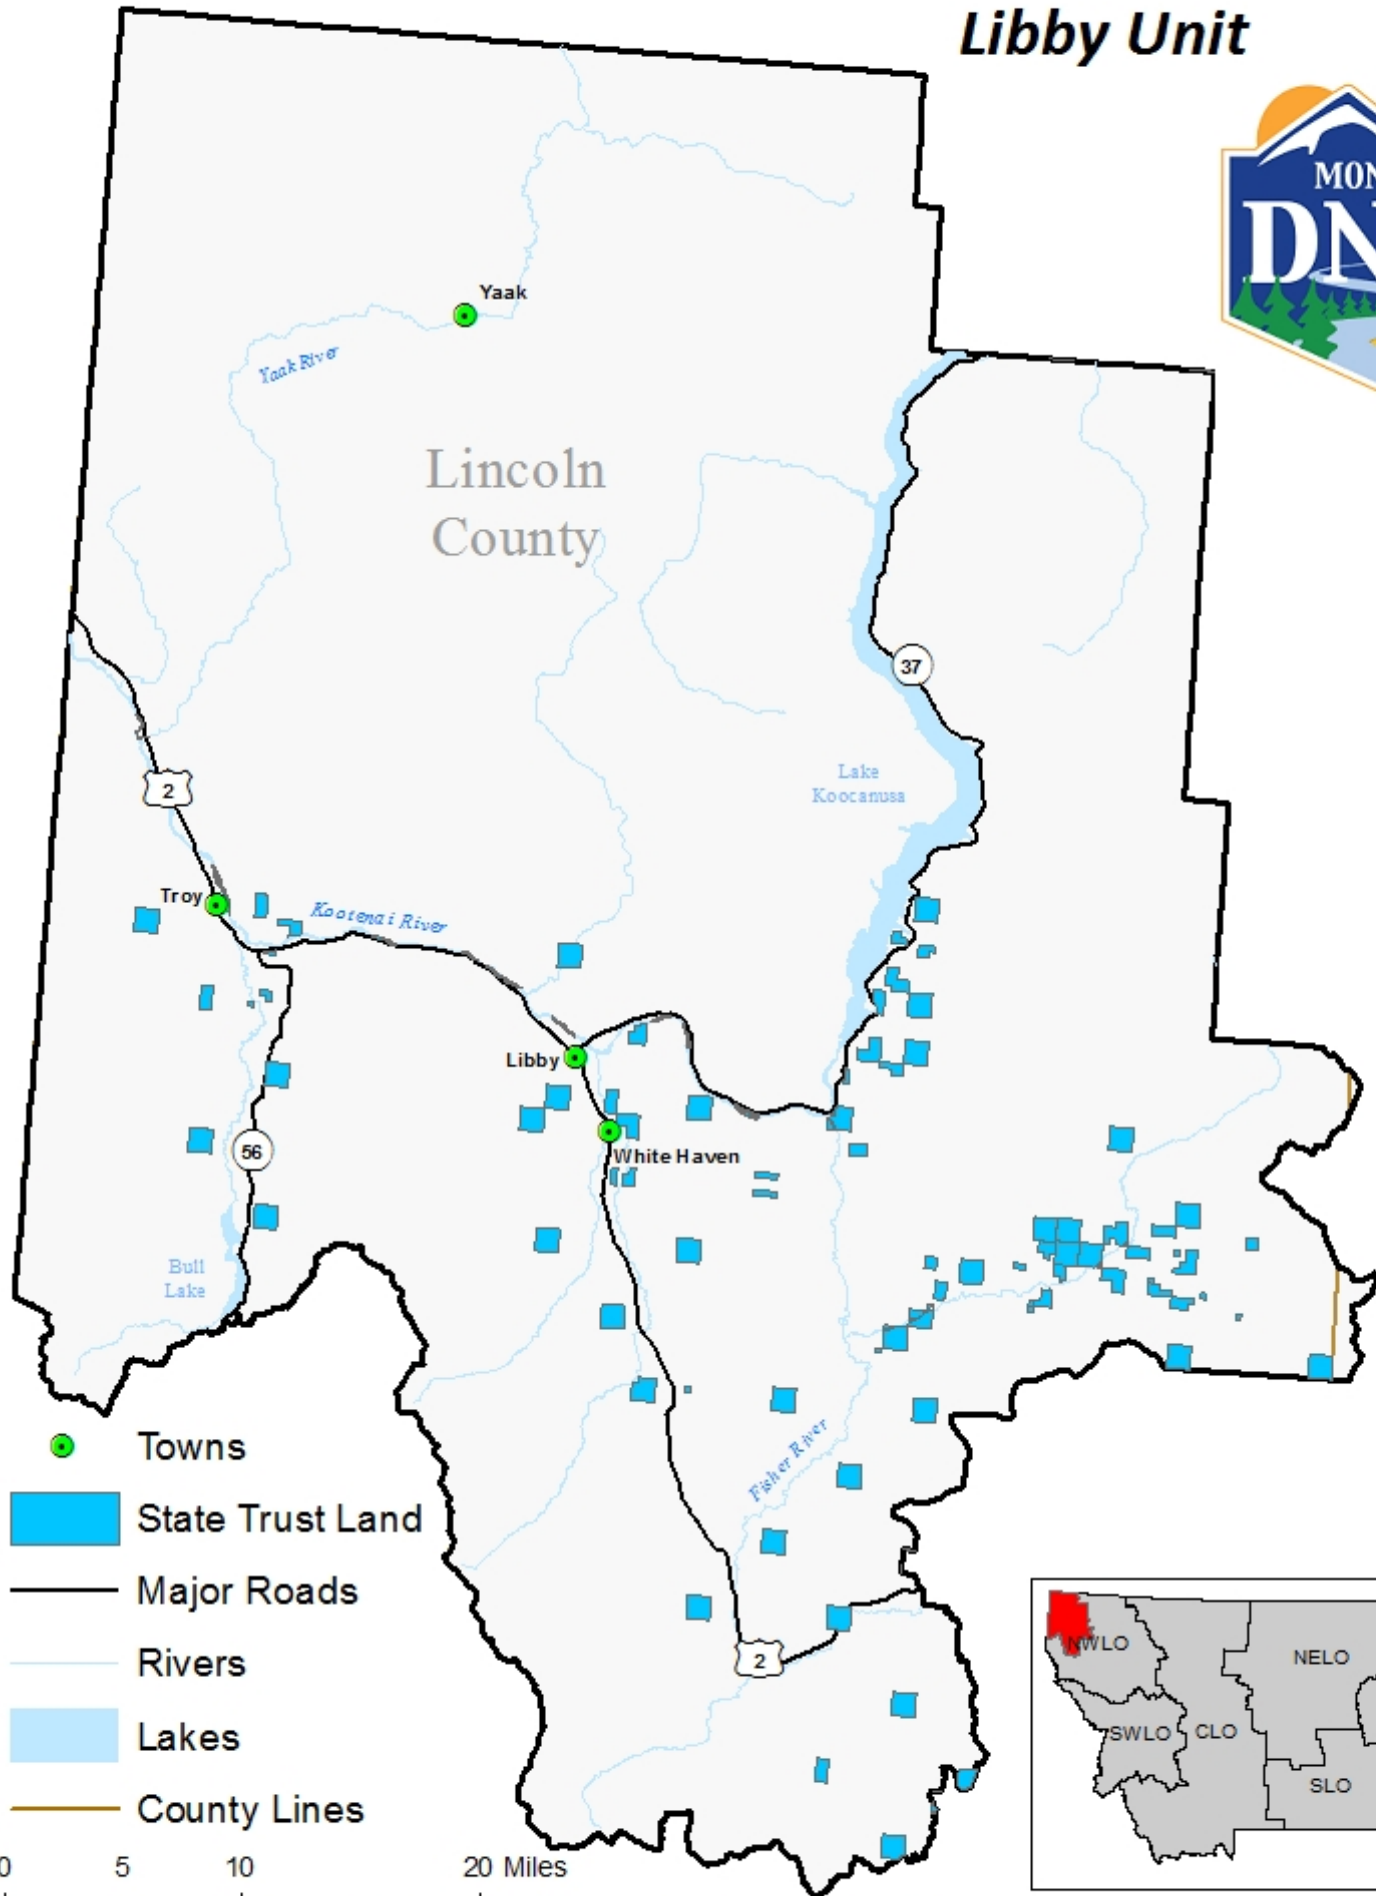 Libby Unit
MON
DN
Yaak
Yaak River
Lincoln
County
37
2
Lake
Koocanusa
Troy
Kootenai River
Libby
White Haven
56
Bull
Lake
Fisher River
2
Towns
State Trust Land
Major Roads
Rivers
Lakes
County Lines
0 5 10 20 Miles
NWLO
NELO
SWLO
CLO
SLO